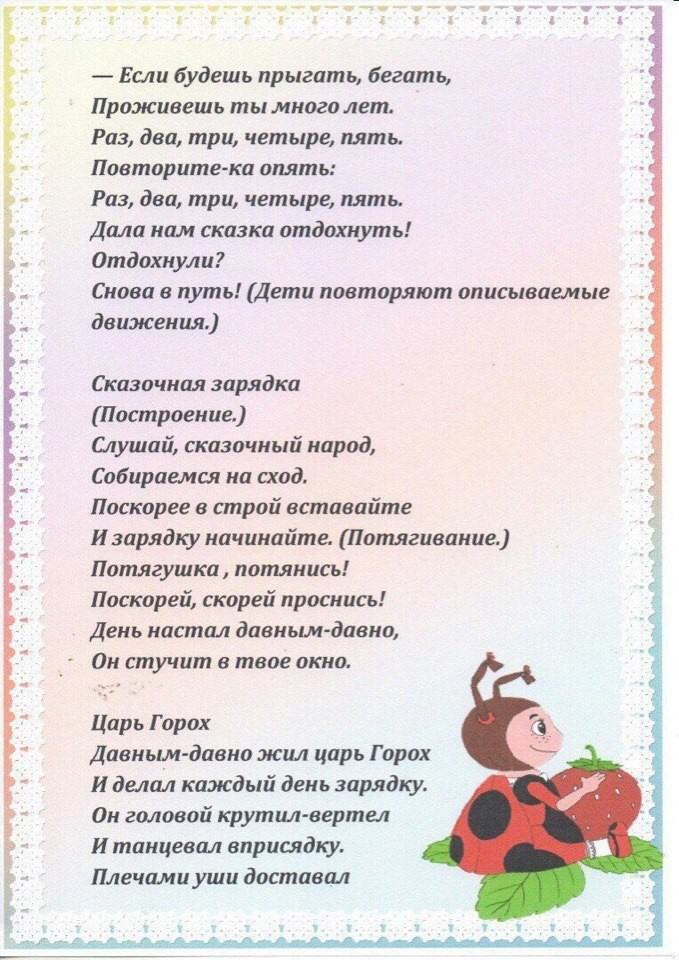 — Если будешь прыгать, бегать,
Проживешь ты много лет.
Раз, два, три, четыре, пять.
Повторите-ка опять:
Раз, два, три, четыре, пять.
Дала нам сказка отдохнуть!
Отдохнули?
Снова в путь! (Дети повторяют описываемые
движения.)
Сказочная зарядка
(Построение.)
Слушай, сказочный народ,
Собираемся на сход.
Поскорее в строй вставайте
И зарядку начинайте. (Потягивание.)
Потягушка , потянись!
Поскорей, скорей проснись!
День настал давным-давно,
Он стучит в твое окно.
Царь Горох
Давным-давно жил царь Горох
И делал каждый день зарядку.
Он головой крутил-вертел
И танцевал вприсядку.
Плечами уши доставал